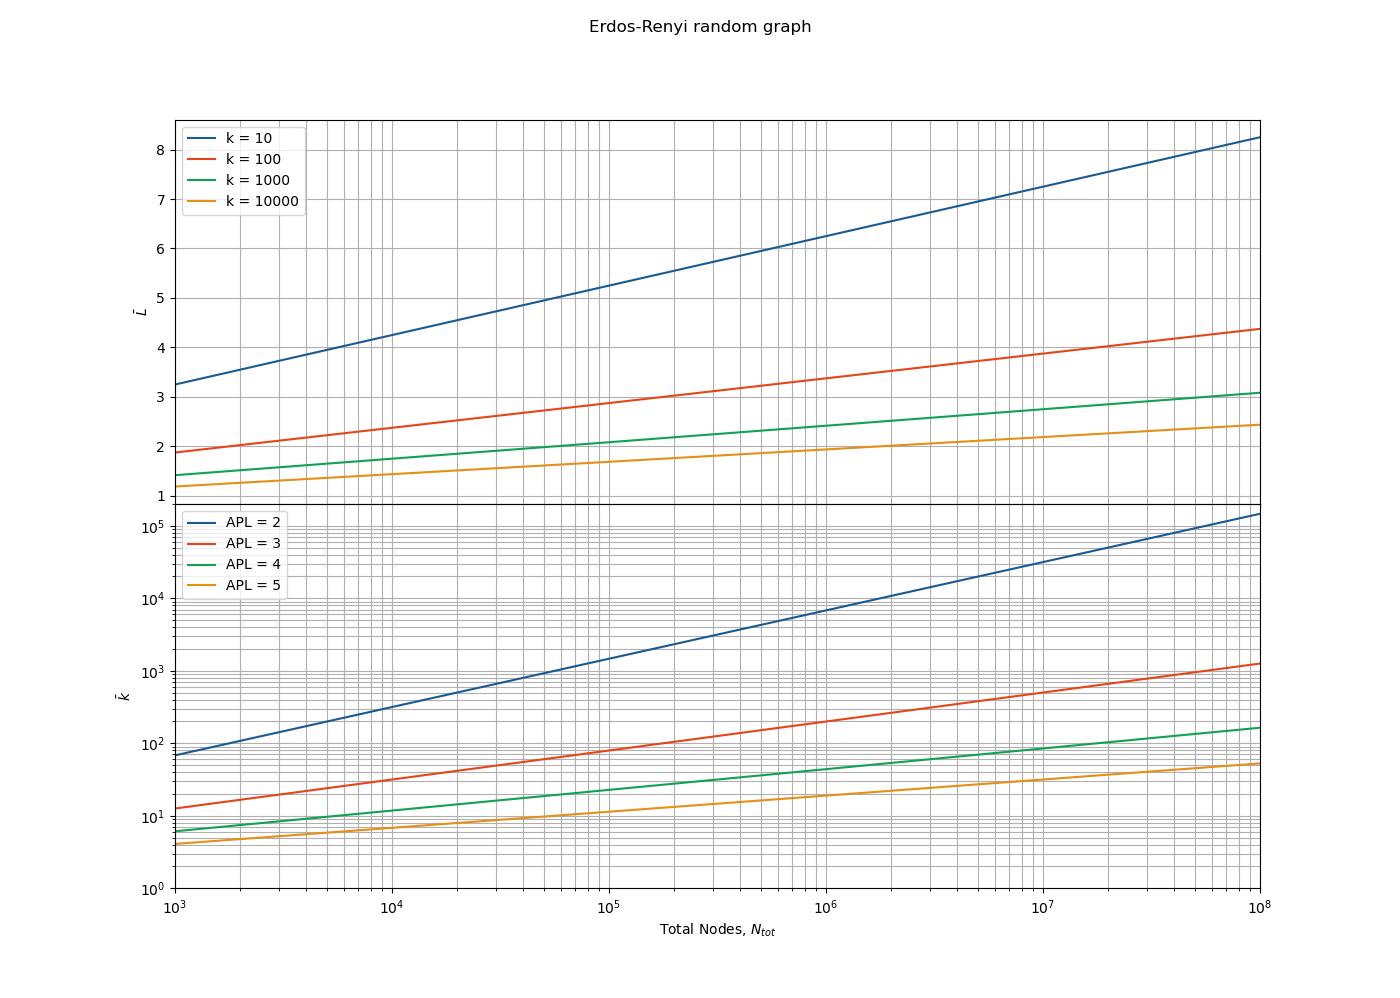 Erdos-Renyi random graph
k = 10
k = 100
k = 1000
k = 10000
8
7
6
5
4
3
2
1
L̄
APL = 2
APL = 3
APL = 4
APL = 5
10⁵
10⁴
10³
10²
10¹
10⁰
k̄
10³ 10⁴ 10⁵ 10⁶ 10⁷ 10⁸
Total Nodes, Nₜₒₜ